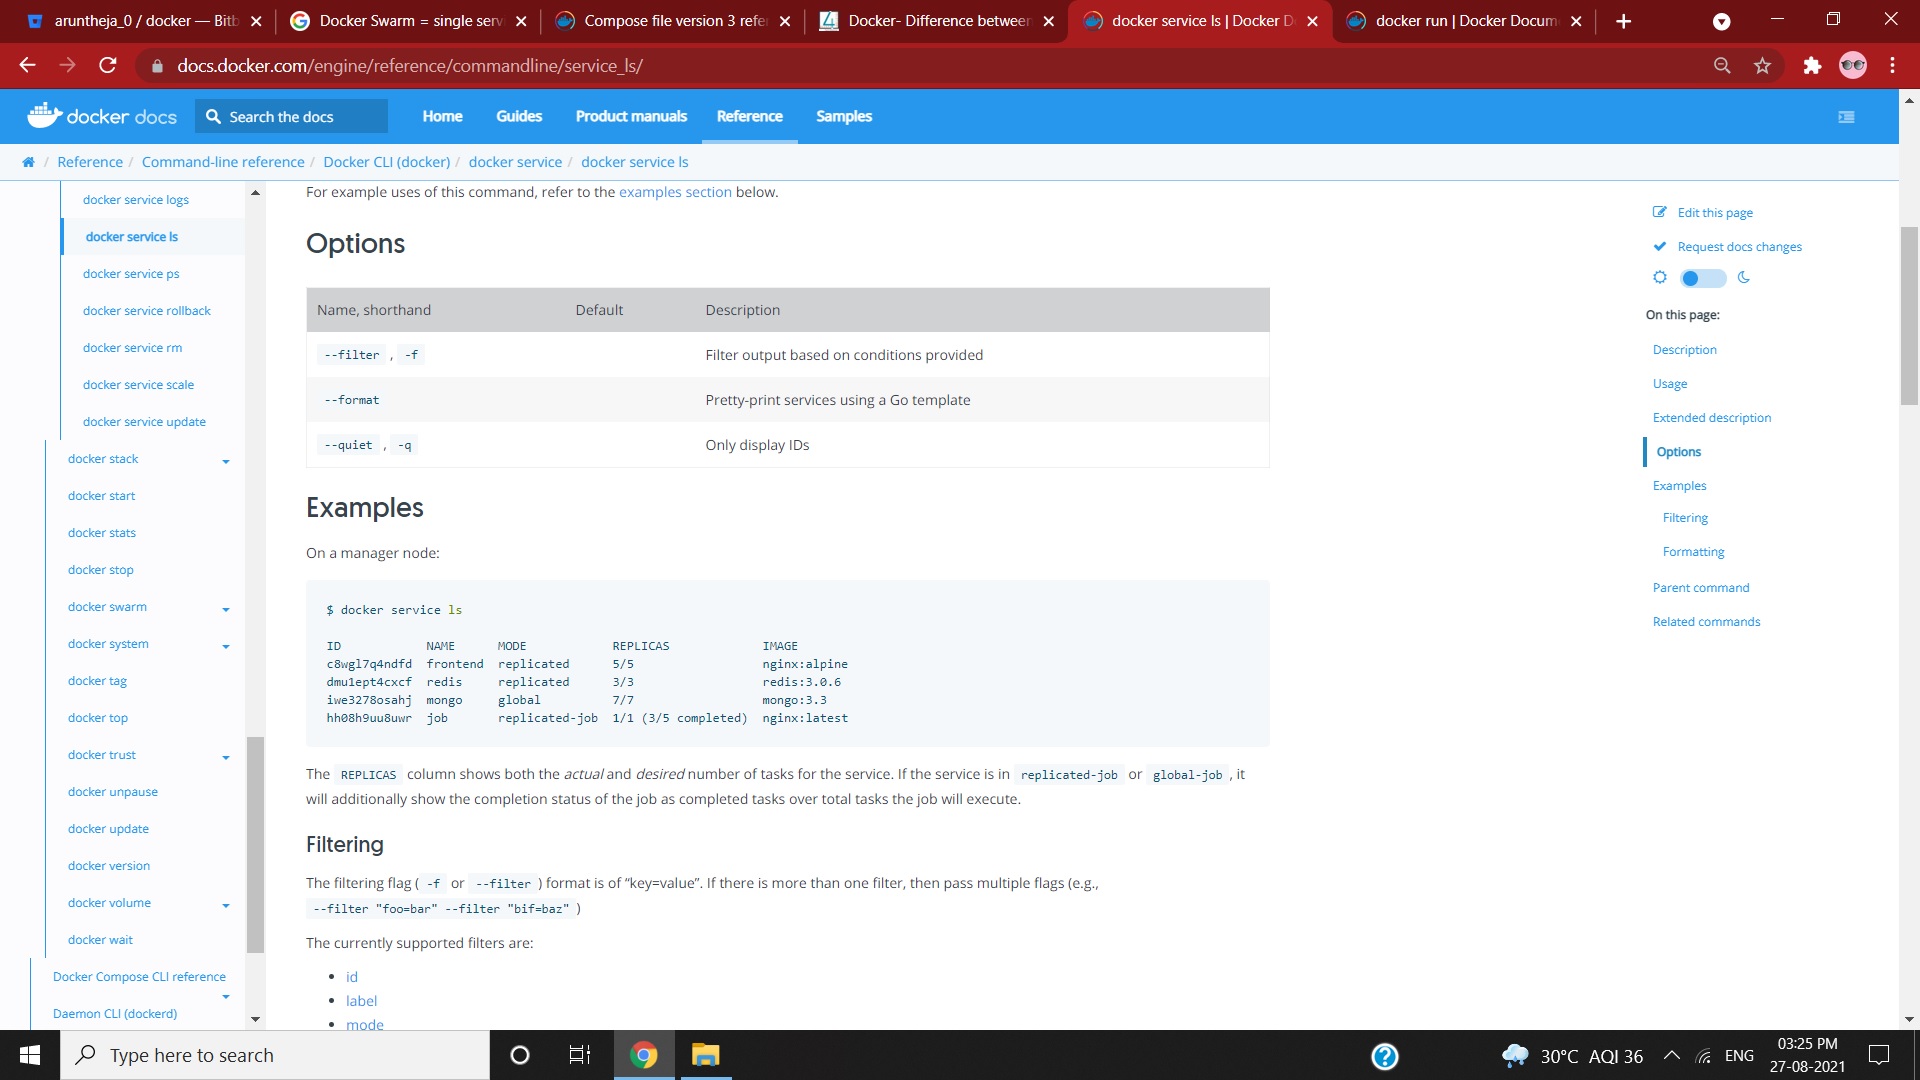 aruntheja_0 / docker — Bitb
Docker Swarm = single serv
Compose file version 3 refe
Docker- Difference between
docker service ls | Docker D
docker run | Docker Docum
docs.docker.com/engine/reference/commandline/service_ls/
docker docs
Search the docs
Home
Guides
Product manuals
Reference
Samples
/ Reference / Command-line reference / Docker CLI (docker) / docker service / docker service ls
docker service logs
docker service ls
docker service ps
docker service rollback
docker service rm
docker service scale
docker service update
docker stack
docker start
docker stats
docker stop
docker swarm
docker system
docker tag
docker top
docker trust
docker unpause
docker update
docker version
docker volume
docker wait
Docker Compose CLI reference
Daemon CLI (dockerd)
For example uses of this command, refer to the examples section below.
Options
Name, shorthand Default Description
--filter , -f Filter output based on conditions provided
--format Pretty-print services using a Go template
--quiet , -q Only display IDs
Examples
On a manager node:
$ docker service ls
ID NAME MODE REPLICAS IMAGE
c8wgl7q4ndfd frontend replicated 5/5 nginx:alpine
dmu1ept4cxcf redis replicated 3/3 redis:3.0.6
iwe3278osahj mongo global 7/7 mongo:3.3
hh08h9uu8uwr job replicated-job 1/1 (3/5 completed) nginx:latest
The REPLICAS column shows both the actual and desired number of tasks for the service. If the service is in replicated-job or global-job , it
will additionally show the completion status of the job as completed tasks over total tasks the job will execute.
Filtering
The filtering flag ( -f or --filter ) format is of “key=value”. If there is more than one filter, then pass multiple flags (e.g.,
--filter "foo=bar" --filter "bif=baz" )
The currently supported filters are:
• id
• label
• mode
Edit this page
Request docs changes
On this page:
Description
Usage
Extended description
Options
Examples
Filtering
Formatting
Parent command
Related commands
Type here to search
30°C AQI 36
ENG
03:25 PM
27-08-2021